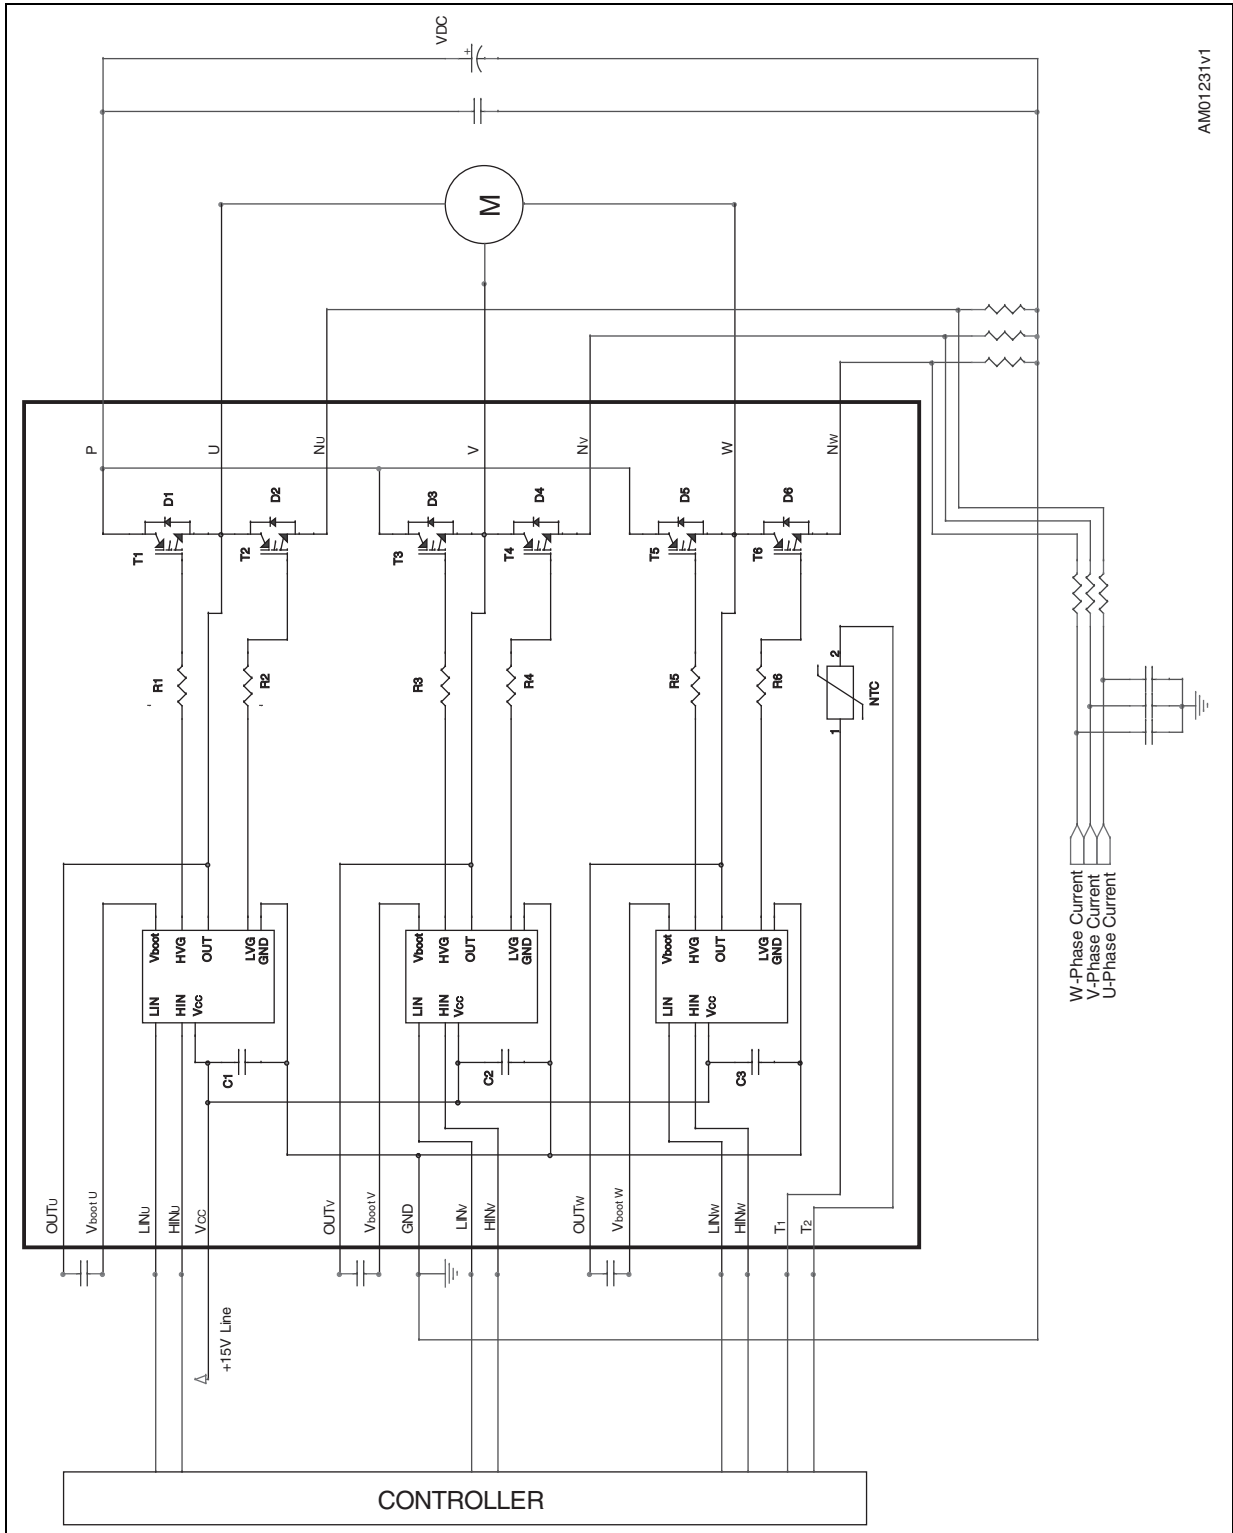 VDC
AM01231v1
M
P
U
NU
V
NV
W
NW
D1
D2
D3
D4
D5
D6
T1
T2
T3
T4
T5
T6
R1
R2
R3
R4
R5
R6
2
NTC
1
Vboot
HVG
OUT
LVG
GND
LIN
HIN
VCC
Vboot
HVG
OUT
LVG
GND
LIN
HIN
VCC
Vboot
HVG
OUT
LVG
GND
LIN
HIN
VCC
C1
C2
C3
W-Phase Current
V-Phase Current
U-Phase Current
OUTU
Vboot U
LINU
HINU
VCC
OUTV
Vboot V
GND
LINV
HINV
OUTW
Vboot W
LINW
HINW
T1
T2
+15V Line
CONTROLLER